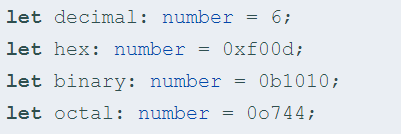 let decimal: number = 6;
let hex: number = 0xf00d;
let binary: number = 0b1010;
let octal: number = 0o744;